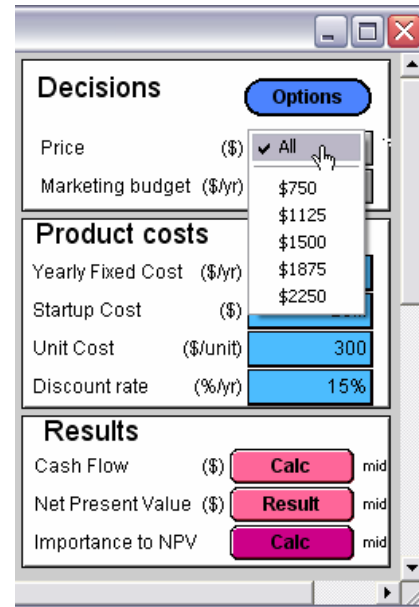 Decisions
Options
Price ($)
✔ All
Marketing budget ($/yr)
$750
$1125
$1500
$1875
$2250
Product costs
Yearly Fixed Cost ($/yr)
Startup Cost ($)
Unit Cost ($/unit) 300
Discount rate (%/yr) 15%
Results
Cash Flow ($) Calc mid
Net Present Value ($) Result mid
Importance to NPV Calc mid